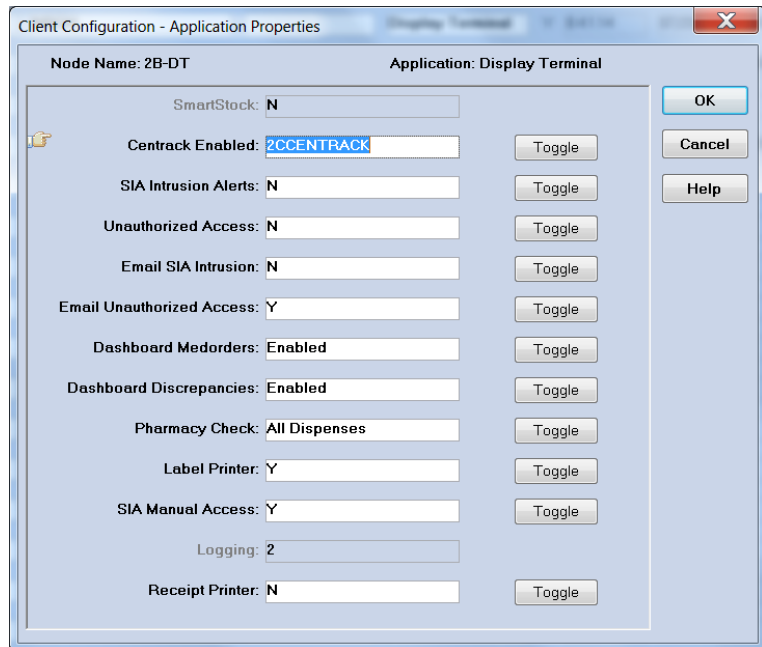 Client Configuration - Application Properties
Display Terminal
Node Name: 2B-DT Application: Display Terminal
SmartStock: N OK
Centrack Enabled: 2CCENTRACK Toggle Cancel
SIA Intrusion Alerts: N Toggle Help
Unauthorized Access: N Toggle
Email SIA Intrusion: N Toggle
Email Unauthorized Access: Y Toggle
Dashboard Medorders: Enabled Toggle
Dashboard Discrepancies: Enabled Toggle
Pharmacy Check: All Dispenses Toggle
Label Printer: Y Toggle
SIA Manual Access: Y Toggle
Logging: 2
Receipt Printer: N Toggle